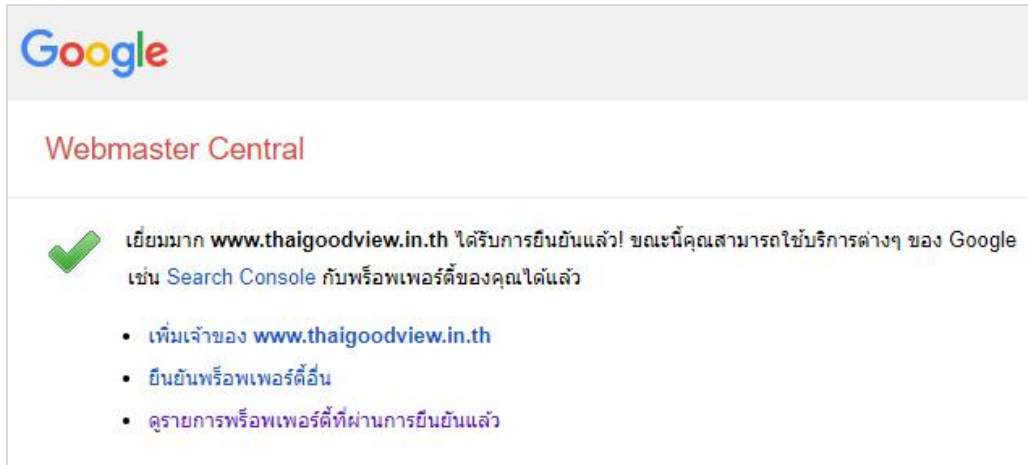 Google
Webmaster Central
เยี่ยมมาก www.thaigoodview.in.th ได้รับการยืนยันแล้ว! ขณะนี้คุณสามารถใช้บริการต่างๆ ของ Google
เช่น Search Console กับพร็อพเพอร์ตี้ของคุณได้แล้ว
• เพิ่มเจ้าของ www.thaigoodview.in.th
• ยืนยันพร็อพเพอร์ตี้อื่น
• ดูรายการพร็อพเพอร์ตี้ที่ผ่านการยืนยันแล้ว